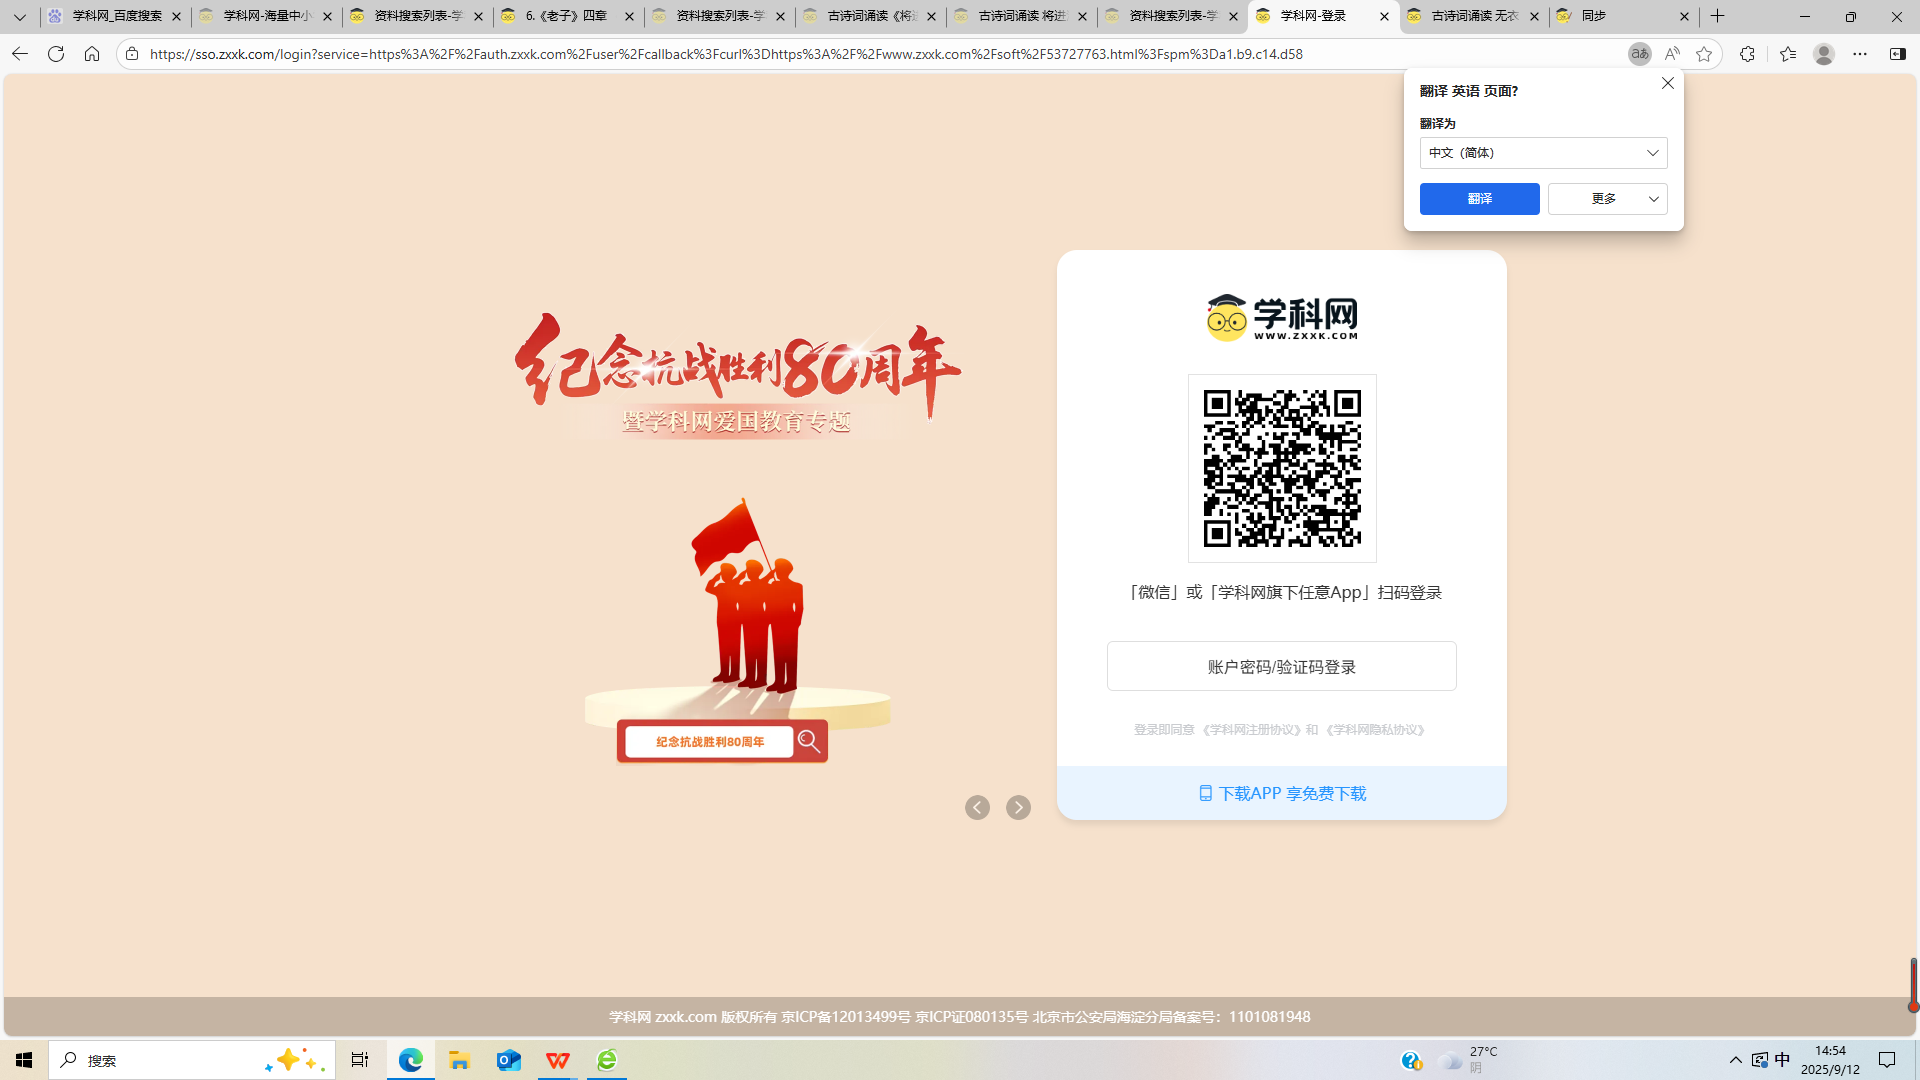 学科网_百度搜索
学科网-海量中小
资料搜索列表-学
6.《老子》四章
资料搜索列表-学
古诗词诵读《将进
古诗词诵读 将进
资料搜索列表-学
学科网-登录
古诗词诵读 无衣
同步
https://sso.zxxk.com/login?service=https%3A%2F%2Fauth.zxxk.com%2Fuser%2Fcallback%3Fcurl%3Dhttps%3A%2F%2Fwww.zxxk.com%2Fsoft%2F53727763.html%3Fspm%3Da1.b9.c14.d58
翻译 英语 页面?
翻译为
中文（简体）
翻译
更多
纪念抗战胜利80周年
暨学科网爱国教育专题
纪念抗战胜利80周年
学科网
WWW.ZXXK.COM
「微信」或「学科网旗下任意App」扫码登录
账户密码/验证码登录
登录即同意 《学科网注册协议》和 《学科网隐私协议》
下载APP 享免费下载
学科网 zxxk.com 版权所有 京ICP备12013499号 京ICP证080135号 北京市公安局海淀分局备案号：1101081948
搜索
27°C
阴
中
14:54
2025/9/12